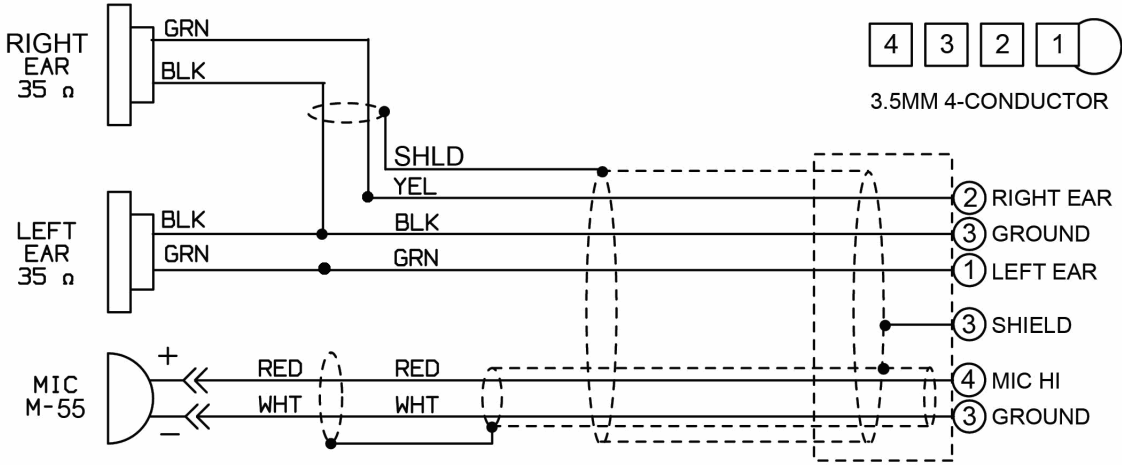 RIGHT
EAR
35 Ω
GRN
BLK
4 3 2 1
3.5MM 4-CONDUCTOR
SHLD
YEL
2 RIGHT EAR
LEFT
EAR
35 Ω
BLK
BLK
3 GROUND
GRN
GRN
1 LEFT EAR
3 SHIELD
MIC
M-55
+
RED
RED
4 MIC HI
−
WHT
WHT
3 GROUND